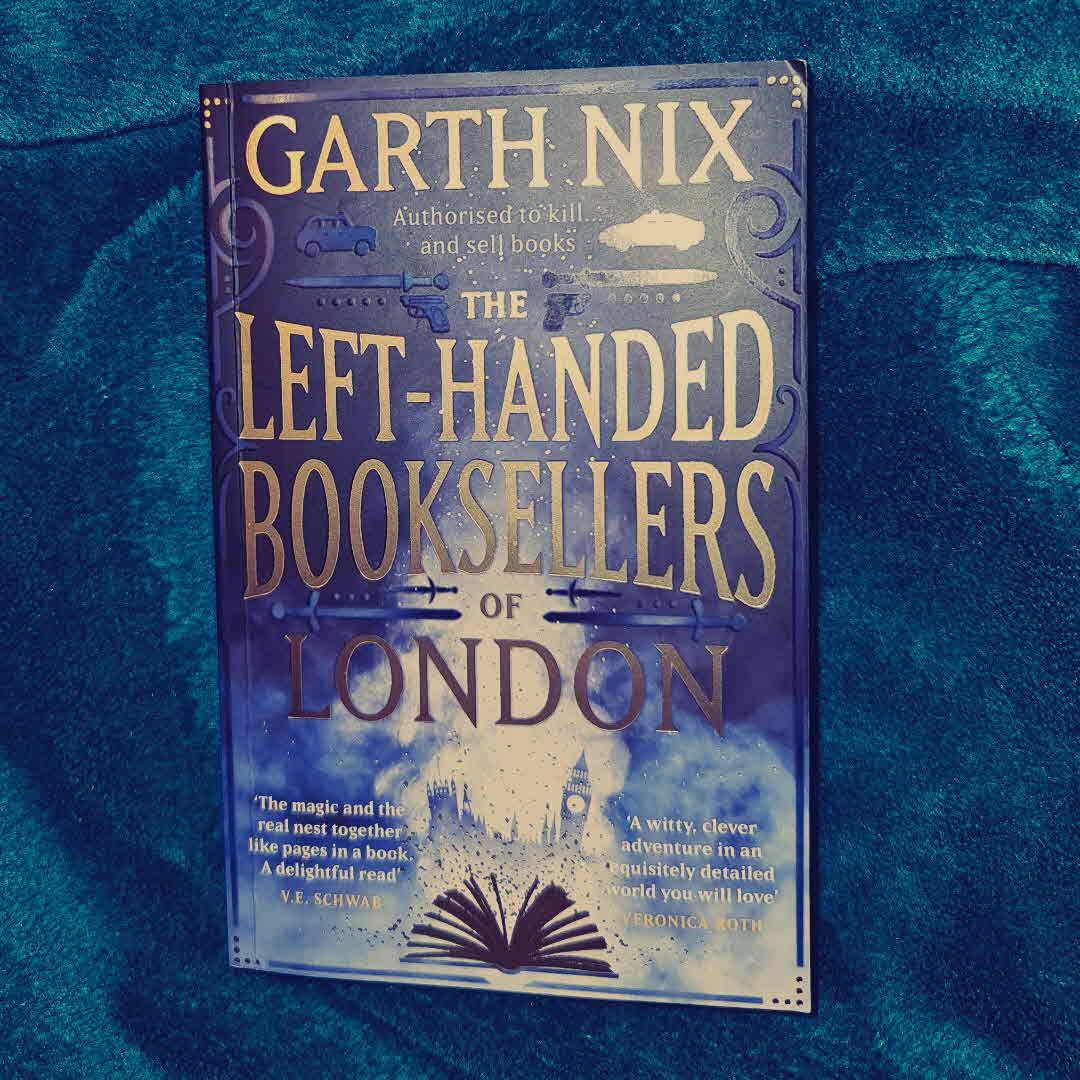 GARTH NIX
Authorised to kill...
and sell books
THE
LEFT-HANDED
BOOKSELLERS
OF
LONDON
'The magic and the
real nest together
like pages in a book.
A delightful read'
V.E. SCHWAB
'A witty, clever
adventure in an
exquisitely detailed
world you will love'
VERONICA ROTH